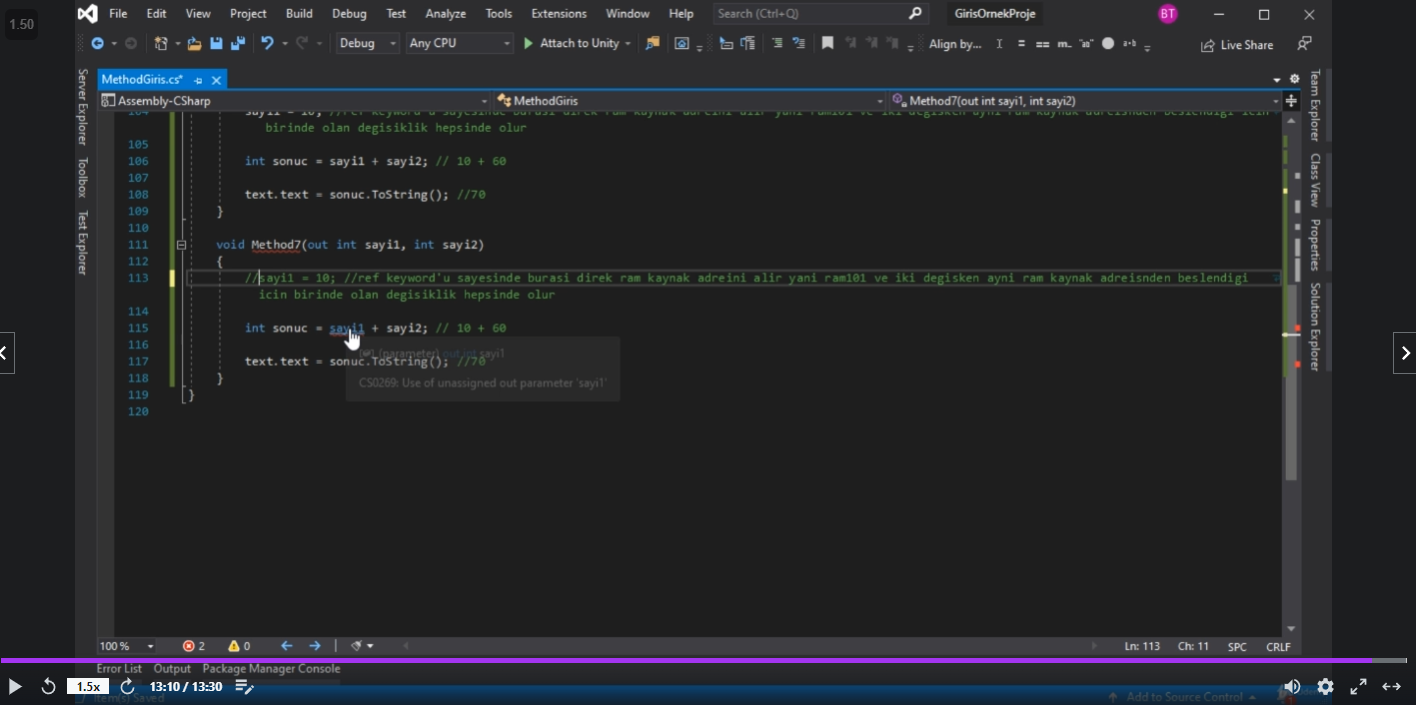 1.50
File Edit View Project Build Debug Test Analyze Tools Extensions Window Help Search (Ctrl+Q) GirisOrnekProje BT
Debug Any CPU Attach to Unity Align by... Live Share
MethodGiris.cs*
Assembly-CSharp MethodGiris Method7(out int sayi1, int sayi2)
Server Explorer
Toolbox
Test Explorer
Team Explorer
Class View
Properties
Solution Explorer
104 sayi1 = 10; //ref keyword'u sayesinde burasi direk ram kaynak adreini alir yani ram101 ve iki degisken ayni ram kaynak adreisnden beslendigi icin
birinde olan degisiklik hepsinde olur
105
106 int sonuc = sayi1 + sayi2; // 10 + 60
107
108 text.text = sonuc.ToString(); //70
109 }
110
111 void Method7(out int sayi1, int sayi2)
112 {
113 //sayi1 = 10; //ref keyword'u sayesinde burasi direk ram kaynak adreini alir yani ram101 ve iki degisken ayni ram kaynak adreisnden beslendigi
icin birinde olan degisiklik hepsinde olur
114
115 int sonuc = sayi1 + sayi2; // 10 + 60
116
(parameter) out int sayi1
117 text.text = sonuc.ToString(); //70
118 }
CS0269: Use of unassigned out parameter 'sayi1'
119 }
120
100 % 2 0 Ln: 113 Ch: 11 SPC CRLF
Error List Output Package Manager Console
1.5x 13:10 / 13:30
Item(s) Saved Add to Source Control